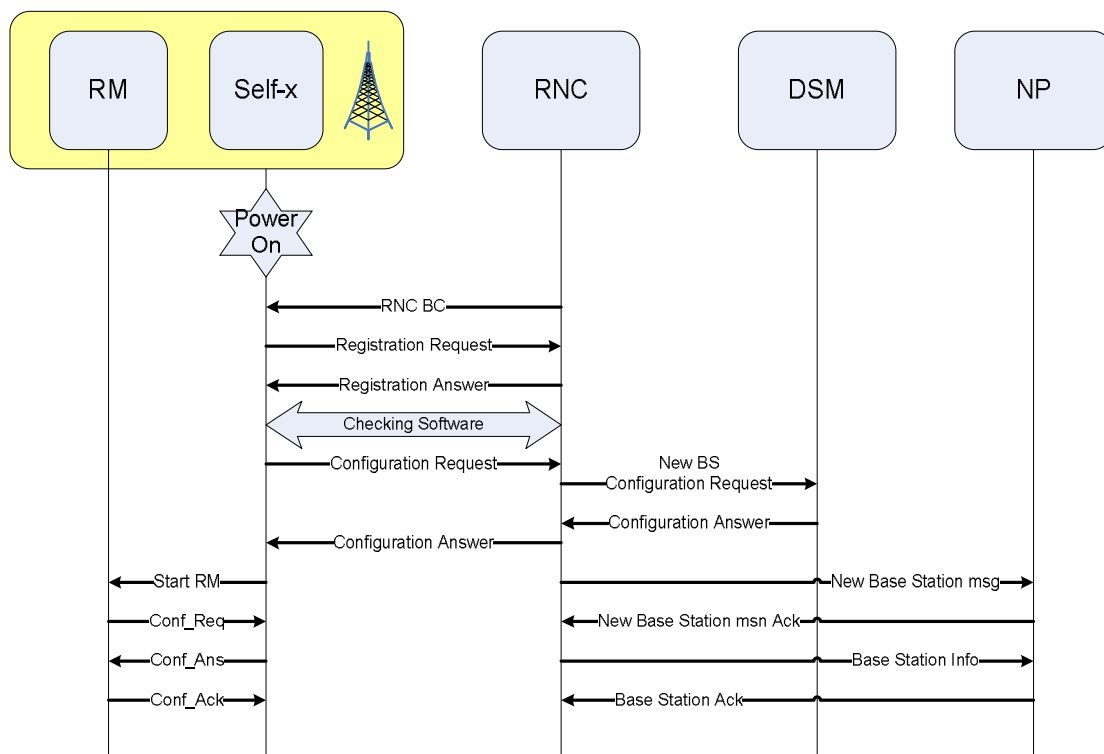 RM
Self-x
RNC
DSM
NP
Power
On
RNC BC
Registration Request
Registration Answer
Checking Software
Configuration Request
New BS
Configuration Request
Configuration Answer
Configuration Answer
Start RM
New Base Station msg
Conf_Req
New Base Station msn Ack
Conf_Ans
Base Station Info
Conf_Ack
Base Station Ack